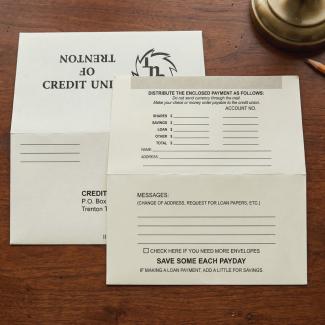 TRENTON
OF
CREDIT UNI
CREDIT
P.O. Box
Trenton T
DISTRIBUTE THE ENCLOSED PAYMENT AS FOLLOWS:
Do not send currency through the mail.
Make your check or money order payable to the credit union.
ACCOUNT NO.
SHARES $
SAVINGS $
LOAN $
OTHER $
TOTAL $
NAME
ADDRESS
MESSAGES:
(CHANGE OF ADDRESS, REQUEST FOR LOAN PAPERS, ETC.)
CHECK HERE IF YOU NEED MORE ENVELOPES
SAVE SOME EACH PAYDAY
IF MAKING A LOAN PAYMENT, ADD A LITTLE FOR SAVINGS.